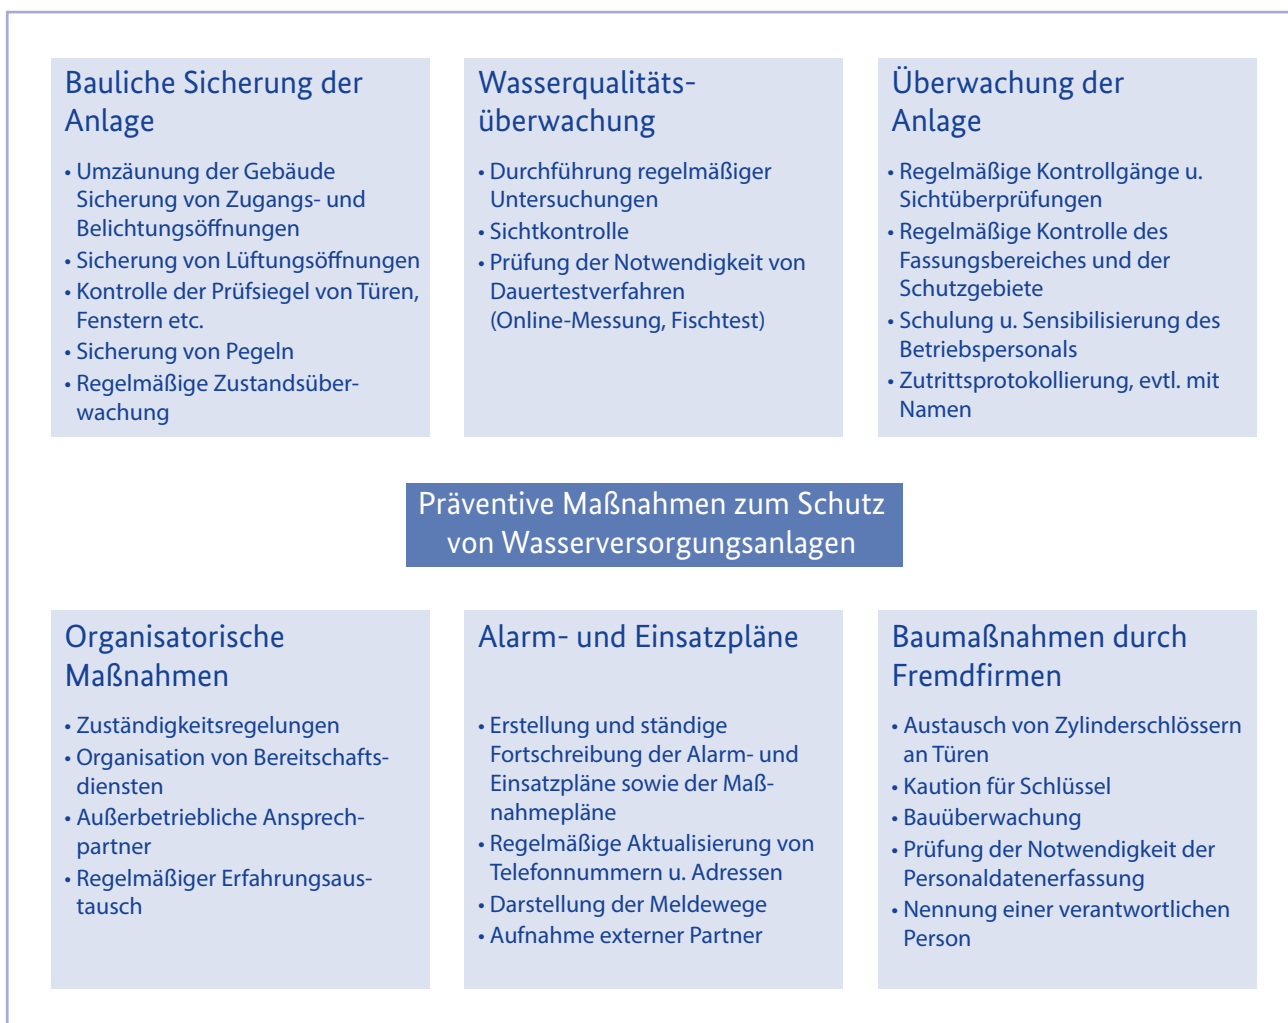 Bauliche Sicherung der
Anlage
• Umzäunung der Gebäude
Sicherung von Zugangs- und
Belichtungsöffnungen
• Sicherung von Lüftungsöffnungen
• Kontrolle der Prüfsiegel von Türen,
Fenstern etc.
• Sicherung von Pegeln
• Regelmäßige Zustandsüber-
wachung
Wasserqualitäts-
überwachung
• Durchführung regelmäßiger
Untersuchungen
• Sichtkontrolle
• Prüfung der Notwendigkeit von
Dauertestverfahren
(Online-Messung, Fischtest)
Überwachung der
Anlage
• Regelmäßige Kontrollgänge u.
Sichtüberprüfungen
• Regelmäßige Kontrolle des
Fassungsbereiches und der
Schutzgebiete
• Schulung u. Sensibilisierung des
Betriebspersonals
• Zutrittsprotokollierung, evtl. mit
Namen
Präventive Maßnahmen zum Schutz
von Wasserversorgungsanlagen
Organisatorische
Maßnahmen
• Zuständigkeitsregelungen
• Organisation von Bereitschafts-
diensten
• Außerbetriebliche Ansprech-
partner
• Regelmäßiger Erfahrungsaus-
tausch
Alarm- und Einsatzpläne
• Erstellung und ständige
Fortschreibung der Alarm- und
Einsatzpläne sowie der Maß-
nahmepläne
• Regelmäßige Aktualisierung von
Telefonnummern u. Adressen
• Darstellung der Meldewege
• Aufnahme externer Partner
Baumaßnahmen durch
Fremdfirmen
• Austausch von Zylinderschlössern
an Türen
• Kaution für Schlüssel
• Bauüberwachung
• Prüfung der Notwendigkeit der
Personaldatenerfassung
• Nennung einer verantwortlichen
Person